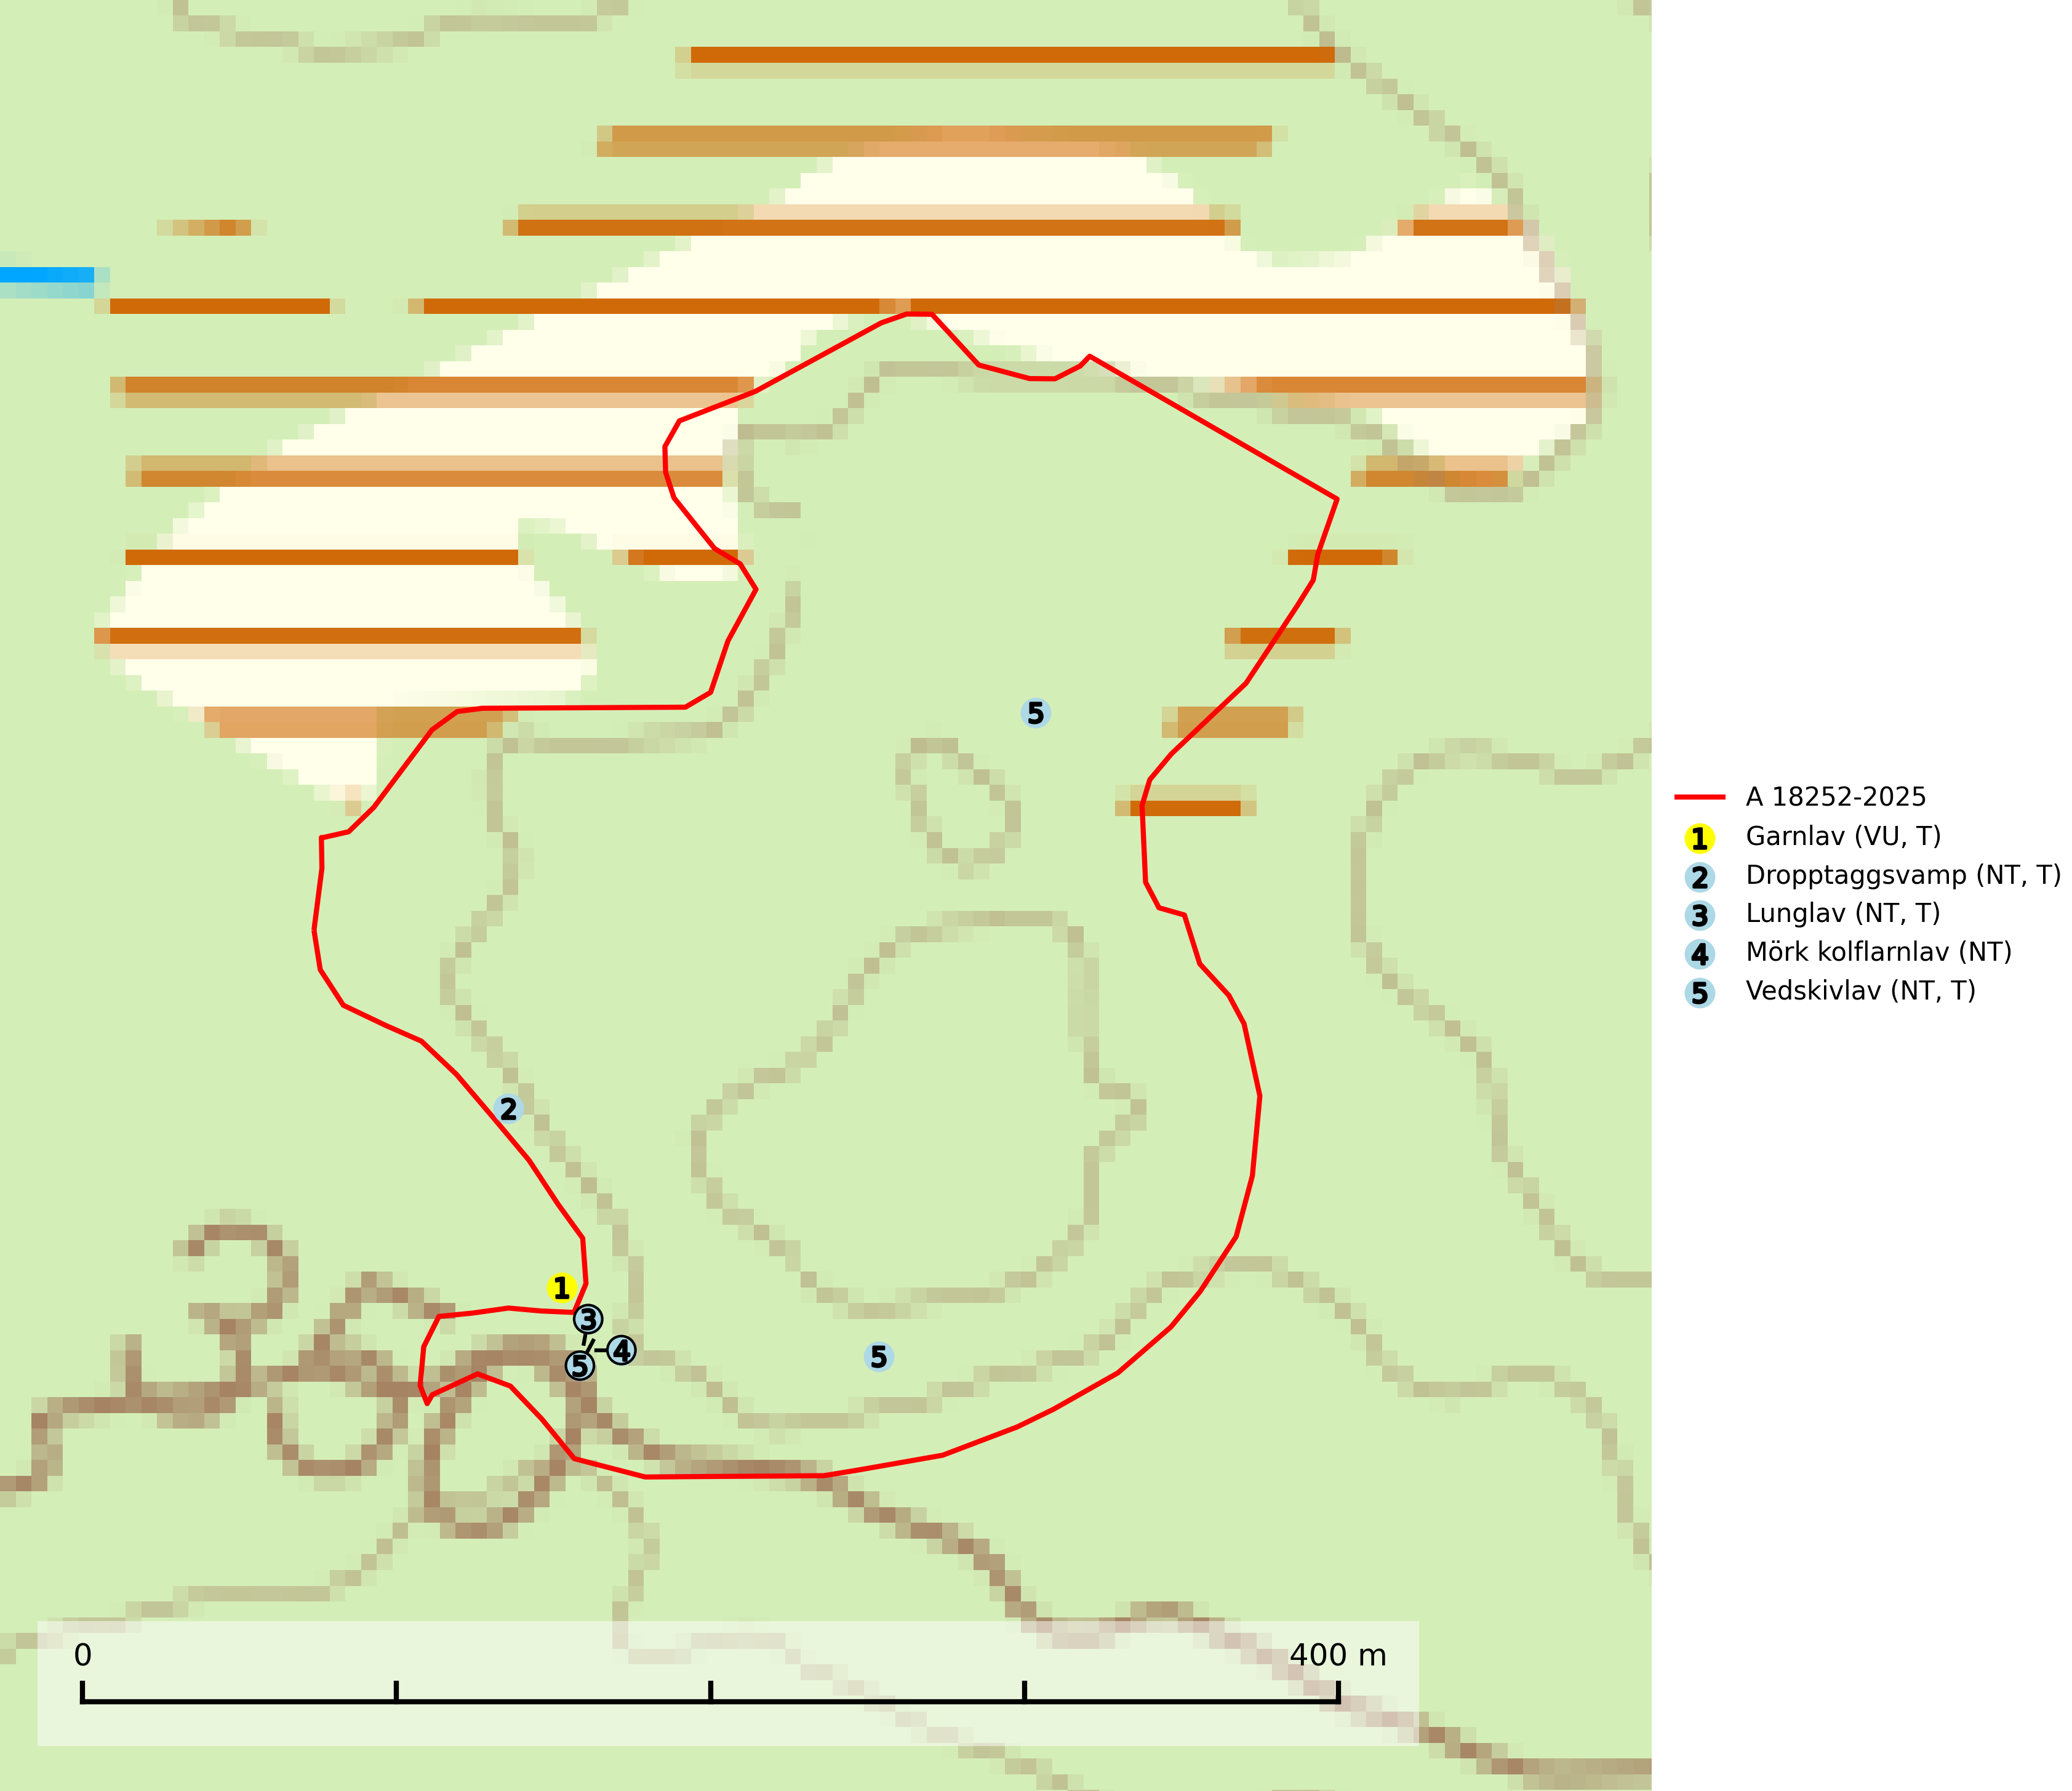 5
2
1
3
4
5
5
0 400 m
A 18252-2025
1 Garnlav (VU, T)
2 Dropptaggsvamp (NT, T)
3 Lunglav (NT, T)
4 Mörk kolflarnlav (NT)
5 Vedskivlav (NT, T)